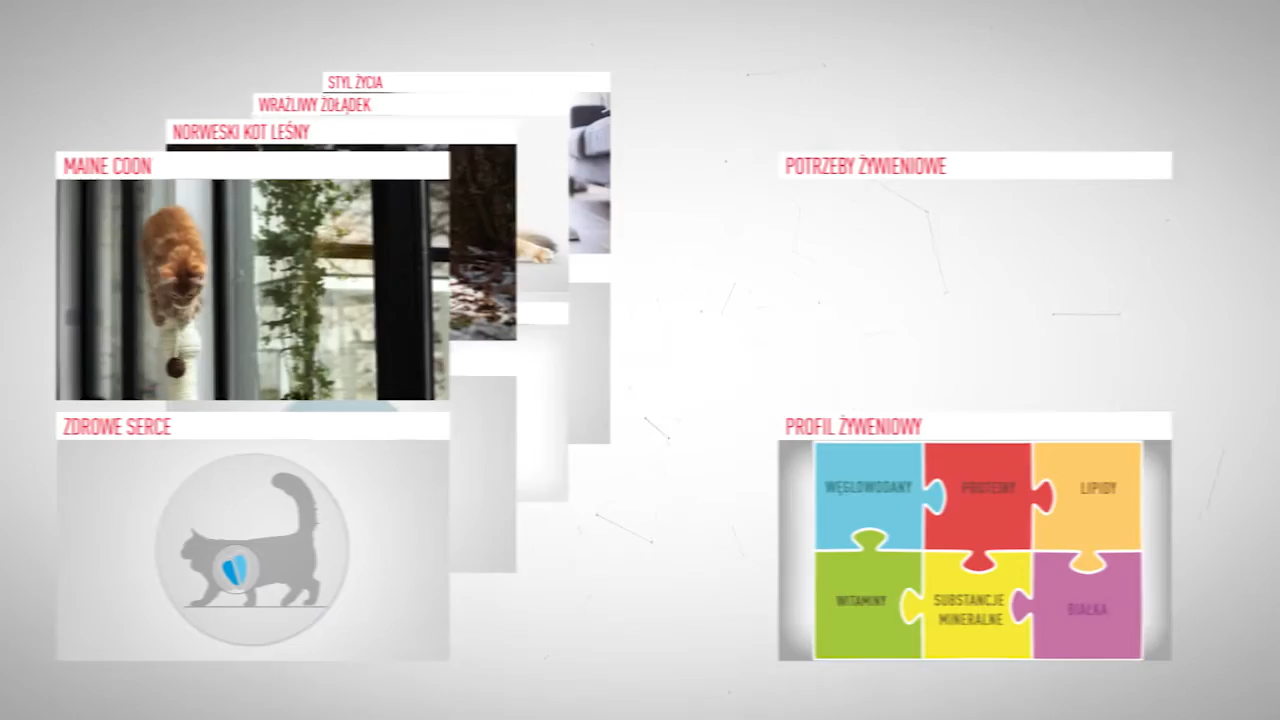 STYL ŻYCIA
WRAŻLIWY ŻOŁĄDEK
NORWESKI KOT LEŚNY
MAINE COON
ZDROWE SERCE
POTRZEBY ŻYWIENIOWE
PROFIL ŻYWENIOWY
WĘGLOWODANY
PROTEINY
LIPIDY
WITAMINY
SUBSTANCJE
MINERALNE
BIAŁKA